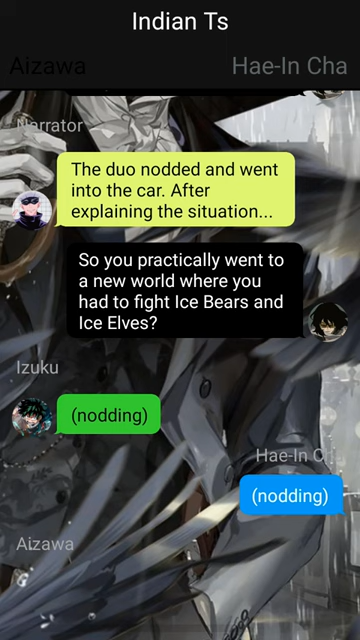 Indian Ts
Aizawa
Hae-In Cha
Narrator
The duo nodded and went
into the car. After
explaining the situation...
So you practically went to
a new world where you
had to fight Ice Bears and
Ice Elves?
Izuku
(nodding)
Hae-In C...
(nodding)
Aizawa